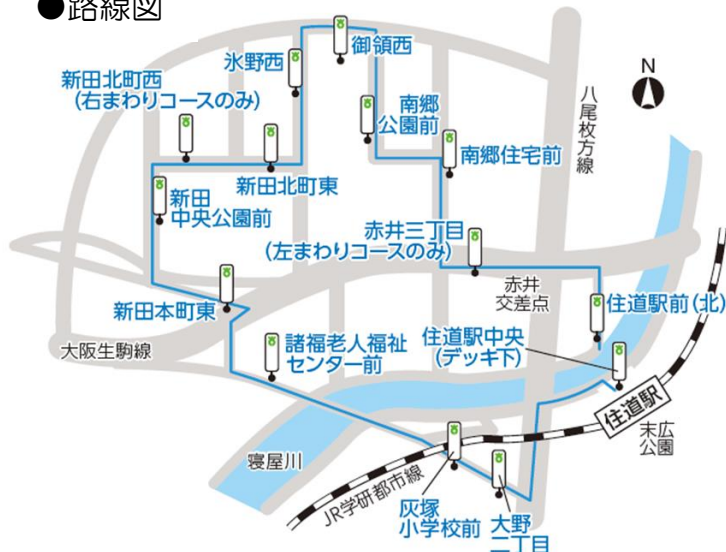 ●路線図
御領西
氷野西
新田北町西
(右まわりコースのみ)
N
八尾枚方線
南郷
公園前
南郷住宅前
新田北町東
新田
中央公園前
赤井三丁目
(左まわりコースのみ)
赤井
交差点
住道駅前(北)
新田本町東
住道駅中央
(デッキ下)
大阪生駒線
諸福老人福祉
センター前
住道駅
末広
公園
寝屋川
JR学研都市線
灰塚
小学校前
大野
二丁目